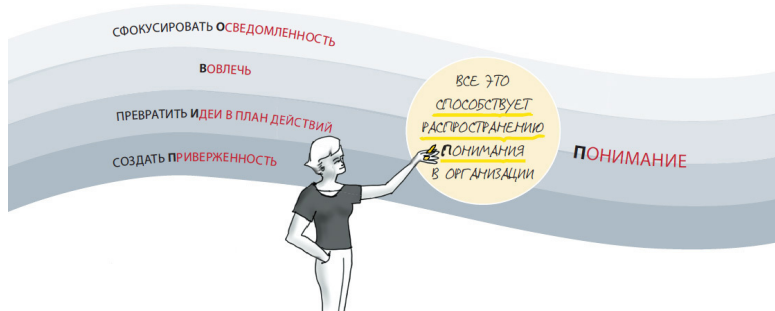 СФОКУСИРОВАТЬ ОСВЕДОМЛЕННОСТЬ
ВОВЛЕЧЬ
ПРЕВРАТИТЬ ИДЕИ В ПЛАН ДЕЙСТВИЙ
СОЗДАТЬ ПРИВЕРЖЕННОСТЬ
ВСЕ ЭТО
СПОСОБСТВУЕТ
РАСПРОСТРАНЕНИЮ
ПОНИМАНИЯ
В ОРГАНИЗАЦИИ
ПОНИМАНИЕ